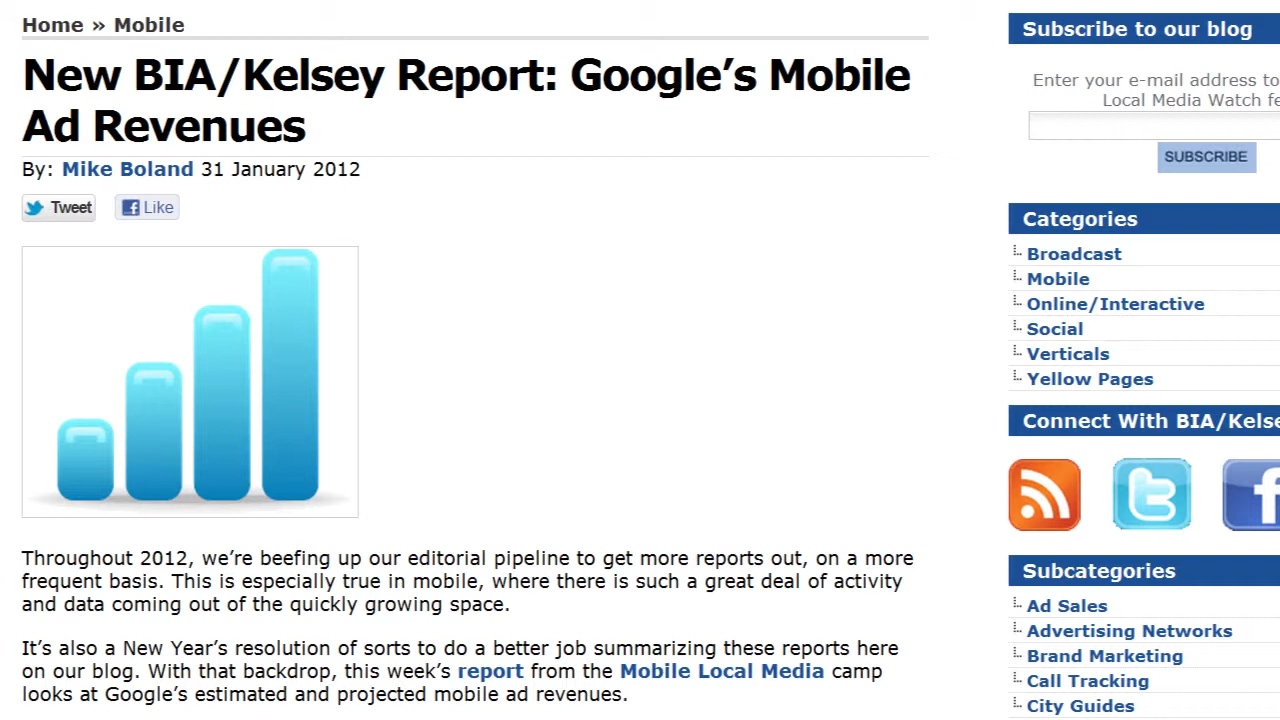 Home » Mobile
New BIA/Kelsey Report: Google’s Mobile
Ad Revenues
By: Mike Boland 31 January 2012
Tweet
Like
Throughout 2012, we’re beefing up our editorial pipeline to get more reports out, on a more
frequent basis. This is especially true in mobile, where there is such a great deal of activity
and data coming out of the quickly growing space.
It’s also a New Year’s resolution of sorts to do a better job summarizing these reports here
on our blog. With that backdrop, this week’s report from the Mobile Local Media camp
looks at Google’s estimated and projected mobile ad revenues.
Subscribe to our blog
Enter your e-mail address to
Local Media Watch fe
SUBSCRIBE
Categories
Broadcast
Mobile
Online/Interactive
Social
Verticals
Yellow Pages
Connect With BIA/Kelse
Subcategories
Ad Sales
Advertising Networks
Brand Marketing
Call Tracking
City Guides